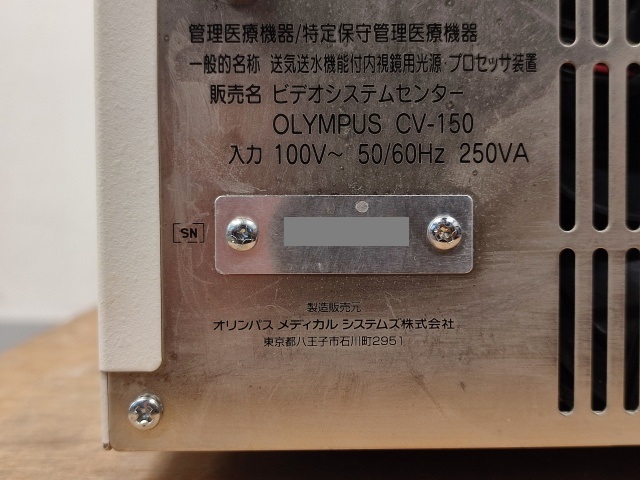 管理医療機器/特定保守管理医療機器
一般的名称 送気送水機能付内視鏡用光源・プロセッサ装置
販売名 ビデオシステムセンター
OLYMPUS CV-150
入力 100V～ 50/60Hz 250VA
SN
製造販売元
オリンパス メディカル システムズ株式会社
東京都八王子市石川町2951